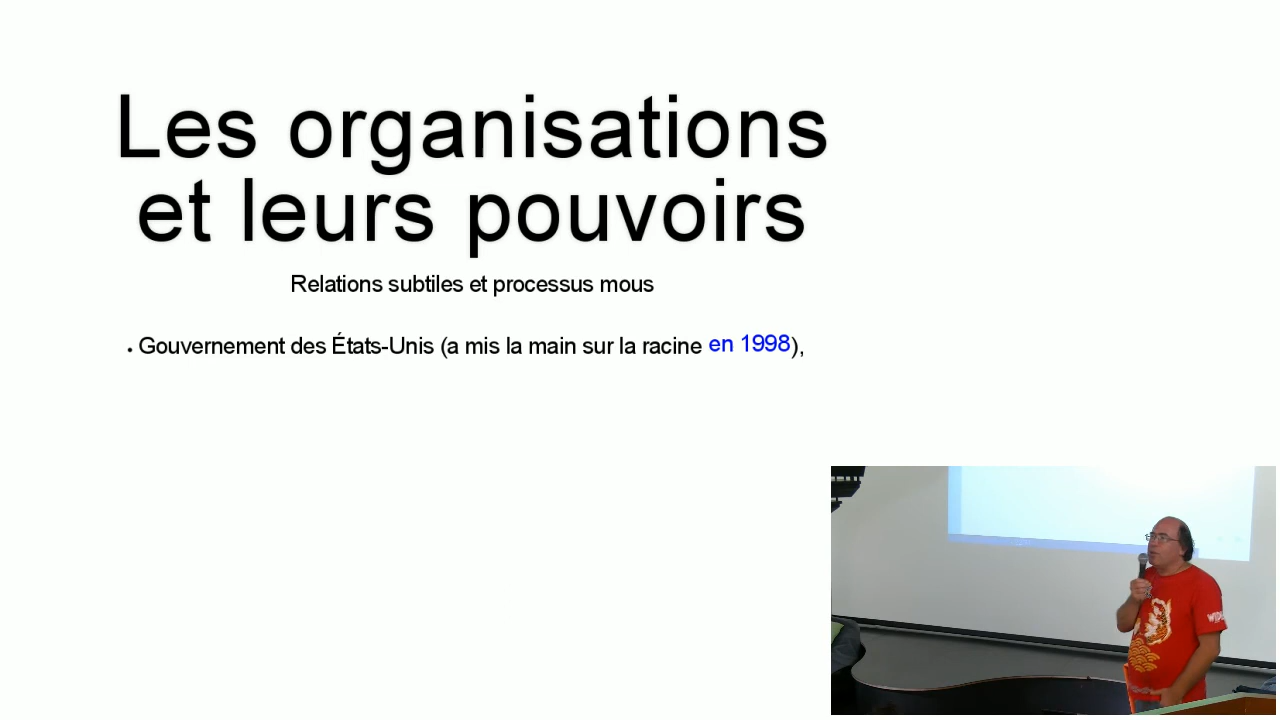 Les organisations
et leurs pouvoirs
Relations subtiles et processus mous
• Gouvernement des États-Unis (a mis la main sur la racine en 1998),